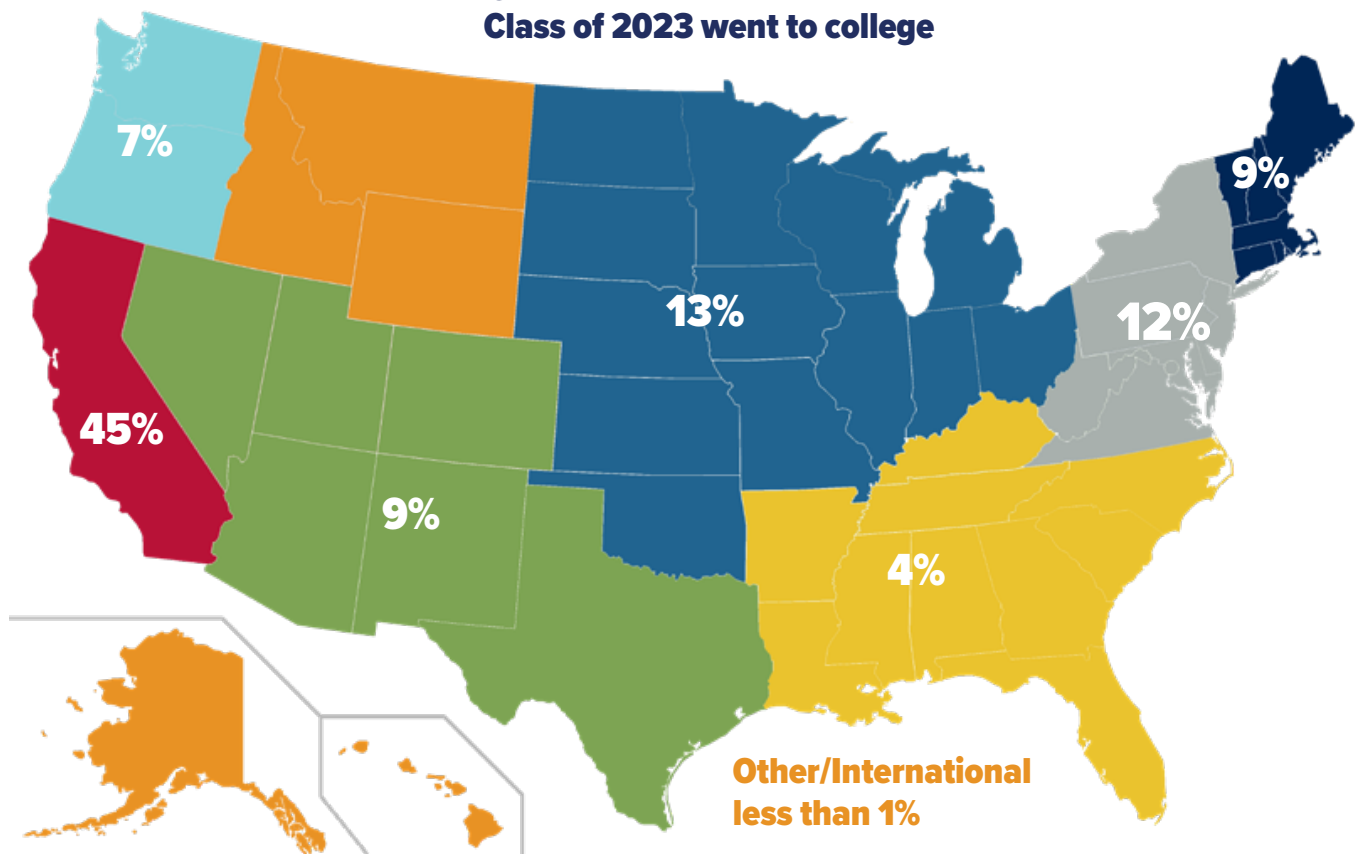 Class of 2023 went to college
7%
9%
13%
12%
45%
9%
4%
Other/International
less than 1%